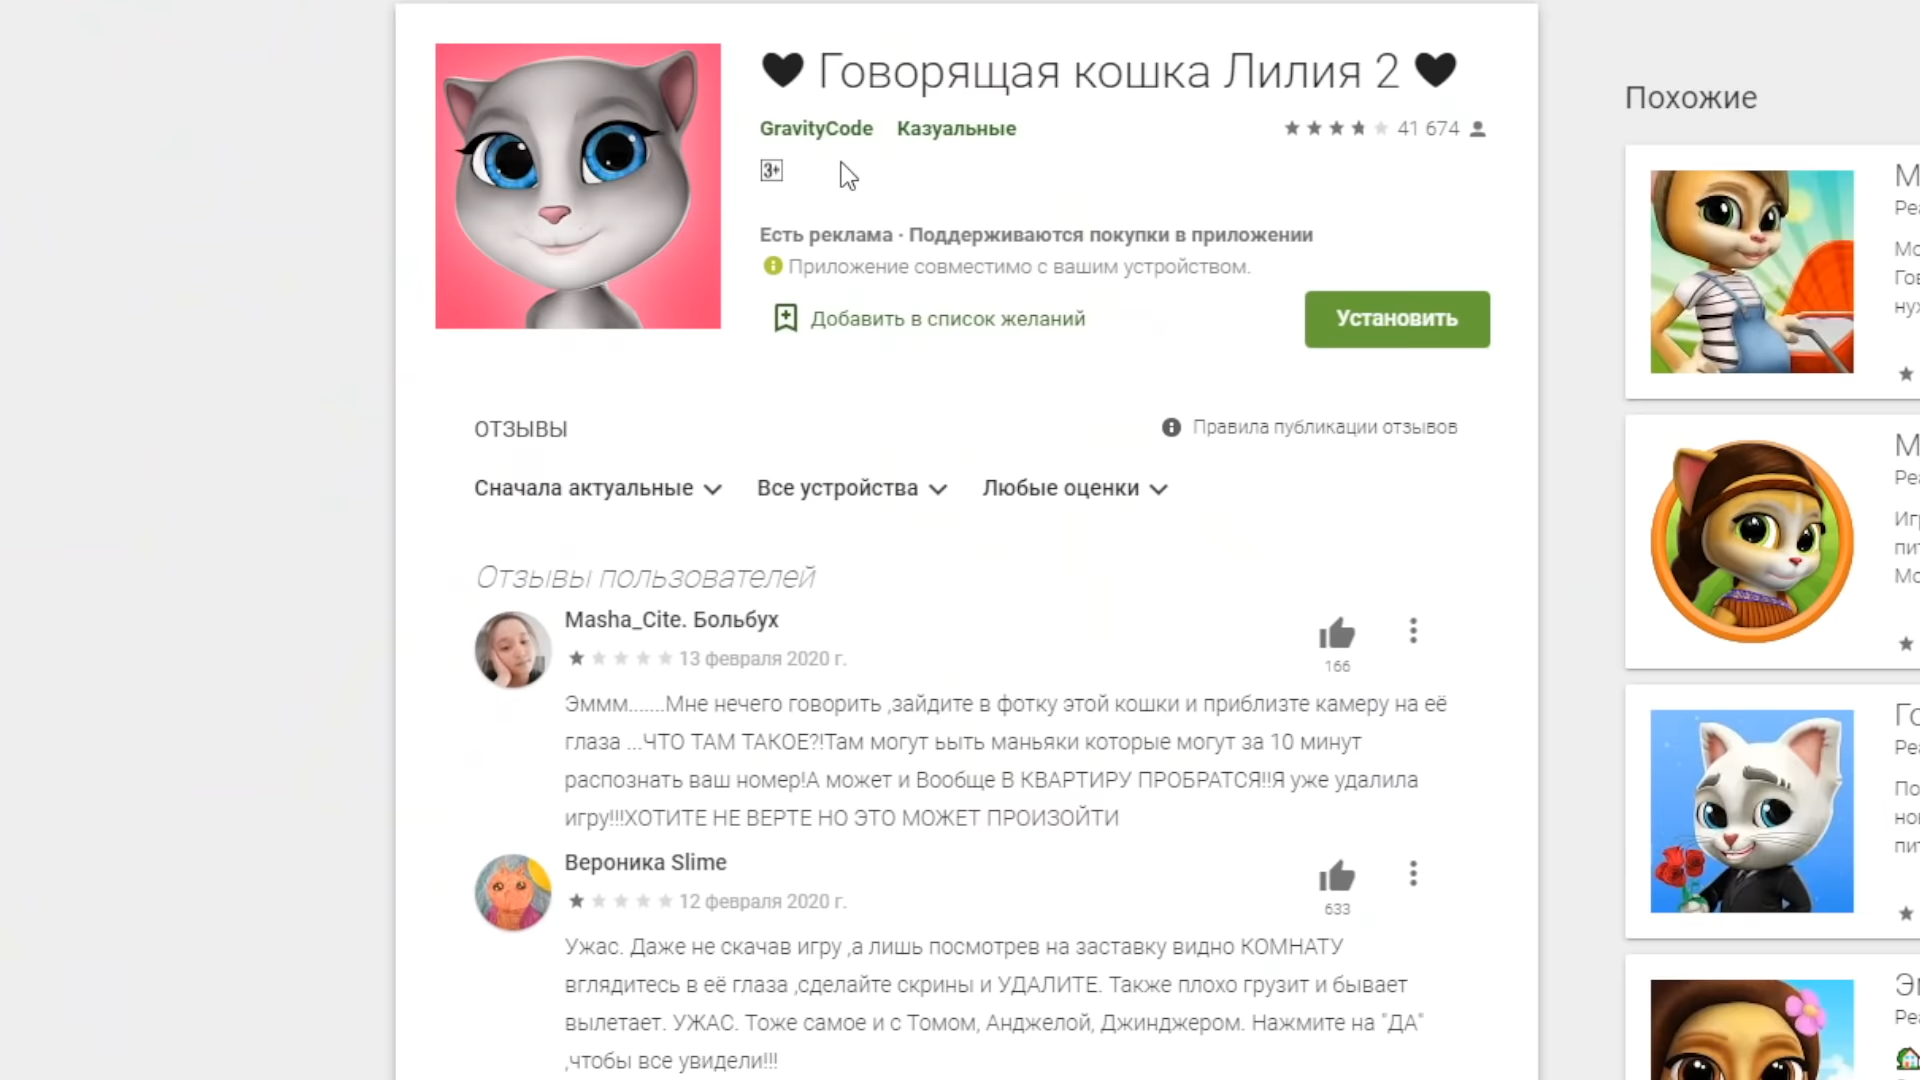 🖤 Говорящая кошка Лилия 2 🖤
GravityCode Казуальные
41 674
3+
Есть реклама · Поддерживаются покупки в приложении
Приложение совместимо с вашим устройством.
Добавить в список желаний
Установить
ОТЗЫВЫ
Правила публикации отзывов
Сначала актуальные
Все устройства
Любые оценки
Отзывы пользователей
Masha_Cite. Больбух
13 февраля 2020 г.
166
Эммм.......Мне нечего говорить ,зайдите в фотку этой кошки и приблизте камеру на её
глаза ...ЧТО ТАМ ТАКОЕ?!Там могут ьыть маньяки которые могут за 10 минут
распознать ваш номер!А может и Вообще В КВАРТИРУ ПРОБРАТСЯ!!Я уже удалила
игру!!!ХОТИТЕ НЕ ВЕРТЕ НО ЭТО МОЖЕТ ПРОИЗОЙТИ
Вероника Slime
12 февраля 2020 г.
633
Ужас. Даже не скачав игру ,а лишь посмотрев на заставку видно КОМНАТУ
вглядитесь в её глаза ,сделайте скрины и УДАЛИТЕ. Также плохо грузит и бывает
вылетает. УЖАС. Тоже самое и с Томом, Анджелой, Джинджером. Нажмите на "ДА"
,чтобы все увидели!!!
Похожие